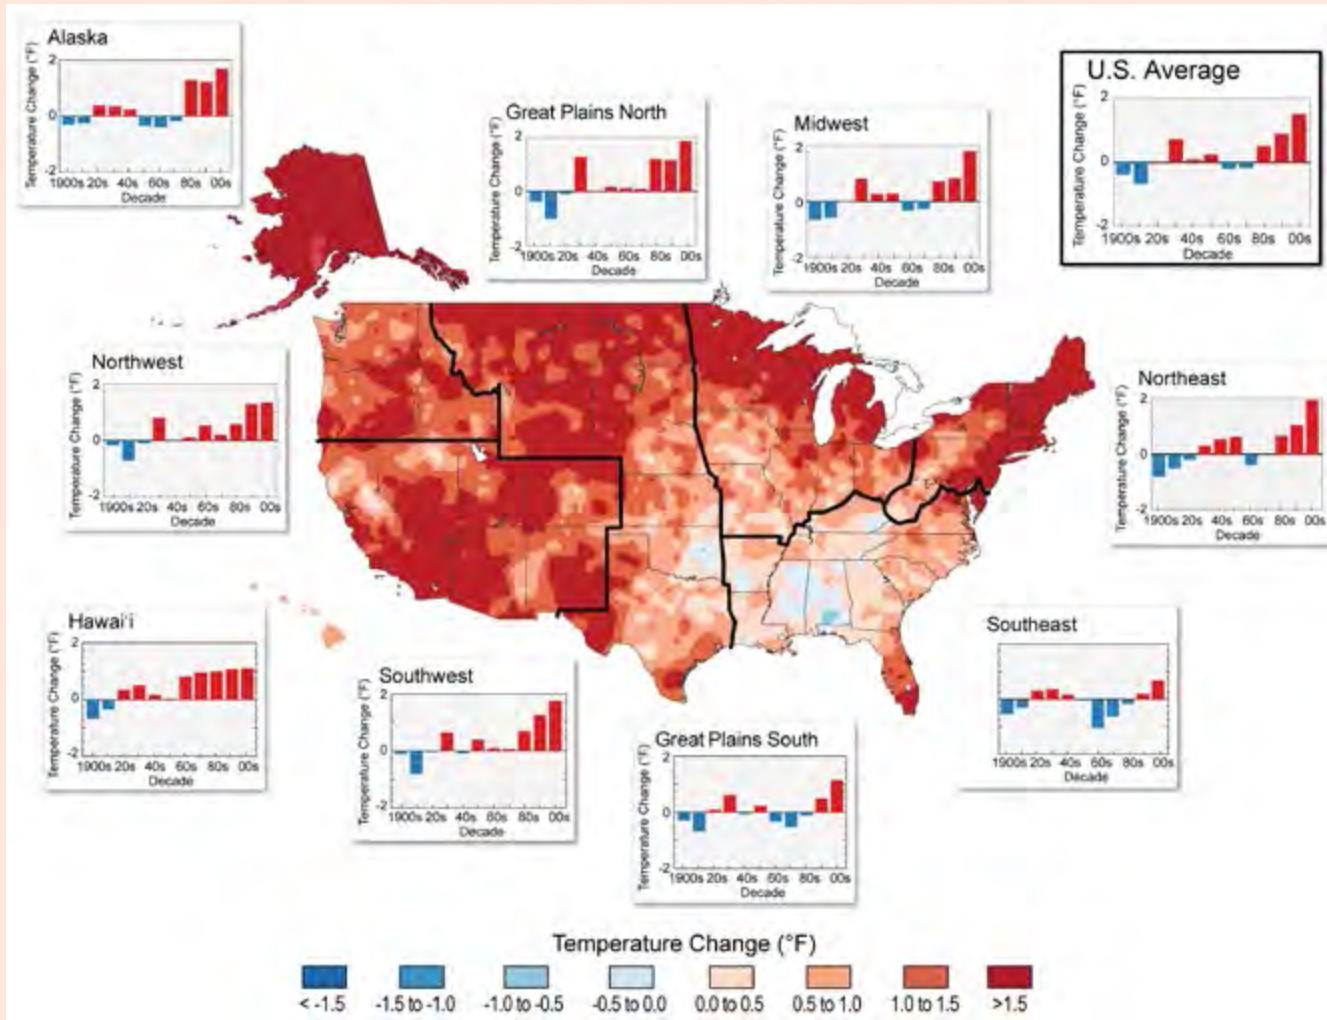 Alaska
Temperature Change (°F)
2
0
-2
1900s 20s 40s 60s 80s 00s
Decade
Great Plains North
Temperature Change (°F)
2
0
-2
1900s 20s 40s 60s 80s 00s
Decade
Midwest
Temperature Change (°F)
2
0
-2
1900s 20s 40s 60s 80s 00s
Decade
U.S. Average
Temperature Change (°F)
2
0
-2
1900s 20s 40s 60s 80s 00s
Decade
Northwest
Temperature Change (°F)
2
0
-2
1900s 20s 40s 60s 80s 00s
Decade
Northeast
Temperature Change (°F)
2
0
-2
1900s 20s 40s 60s 80s 00s
Decade
Hawai'i
Temperature Change (°F)
2
0
-2
1900s 20s 40s 60s 80s 00s
Decade
Southwest
Temperature Change (°F)
2
0
-2
1900s 20s 40s 60s 80s 00s
Decade
Great Plains South
Temperature Change (°F)
2
0
-2
1900s 20s 40s 60s 80s 00s
Decade
Southeast
1900s 20s 40s 60s 80s 00s
Decade
Temperature Change (°F)
< -1.5 -1.5 to -1.0 -1.0 to -0.5 -0.5 to 0.0 0.0 to 0.5 0.5 to 1.0 1.0 to 1.5 >1.5